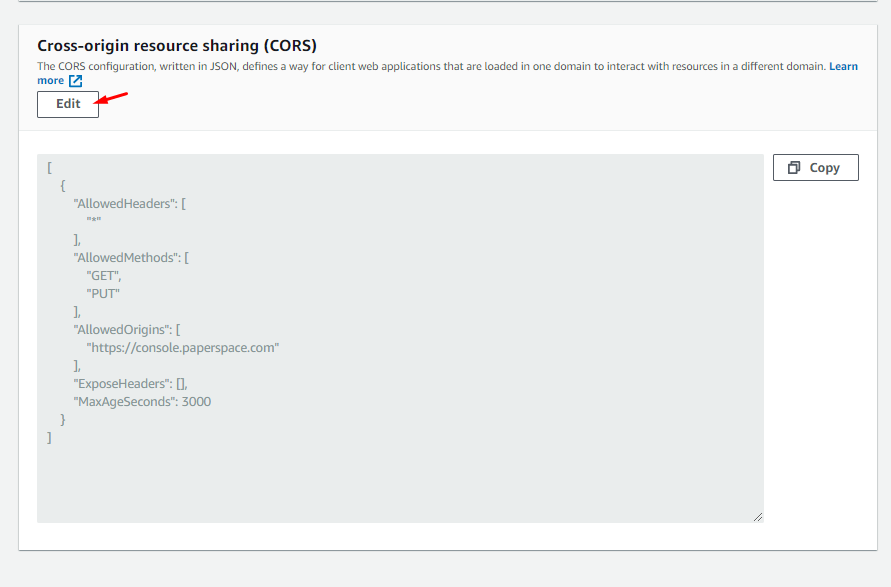 Cross-origin resource sharing (CORS)
The CORS configuration, written in JSON, defines a way for client web applications that are loaded in one domain to interact with resources in a different domain. Learn
more
Edit
Copy
[
  {
    "AllowedHeaders": [
      "*"
    ],
    "AllowedMethods": [
      "GET",
      "PUT"
    ],
    "AllowedOrigins": [
      "https://console.paperspace.com"
    ],
    "ExposeHeaders": [],
    "MaxAgeSeconds": 3000
  }
]